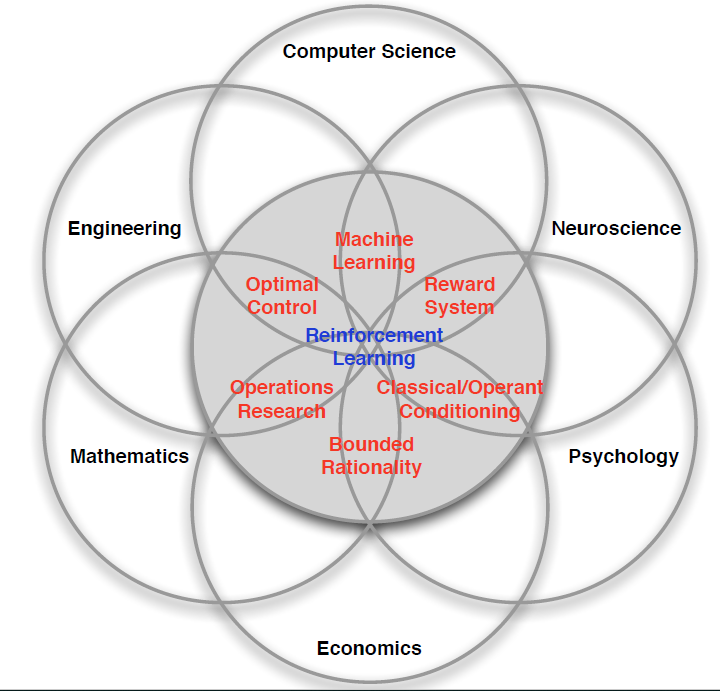 Computer Science
Engineering
Neuroscience
Machine
Learning
Optimal
Control
Reward
System
Reinforcement
Learning
Operations
Research
Classical/Operant
Conditioning
Bounded
Rationality
Mathematics
Psychology
Economics